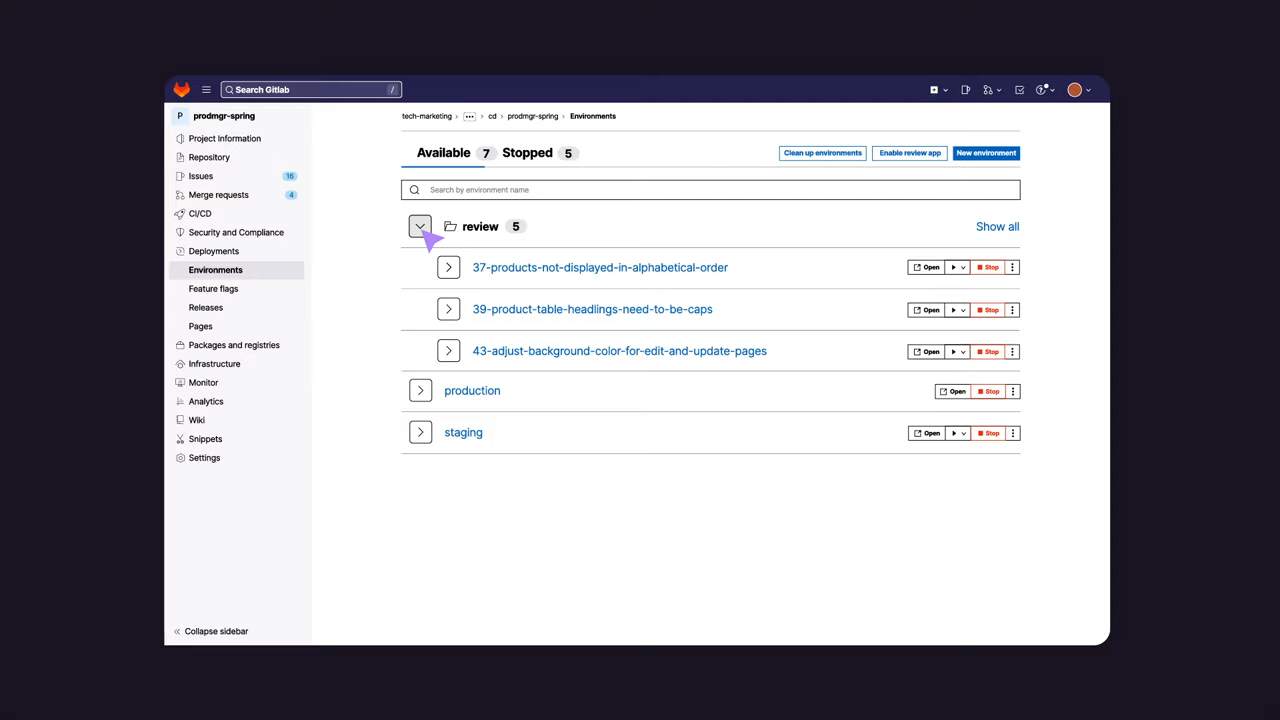 Search Gitlab /
P prodmgr-spring
Project Information
Repository
Issues 16
Merge requests 4
CI/CD
Security and Compliance
Deployments
Environments
Feature flags
Releases
Pages
Packages and registries
Infrastructure
Monitor
Analytics
Wiki
Snippets
Settings
Collapse sidebar
tech-marketing › ••• › cd › prodmgr-spring › Environments
Available 7 Stopped 5 Clean up environments Enable review app New environment
Search by environment name
review 5 Show all
37-products-not-displayed-in-alphabetical-order Open Stop
39-product-table-headlings-need-to-be-caps Open Stop
43-adjust-background-color-for-edit-and-update-pages Open Stop
production Open Stop
staging Open Stop